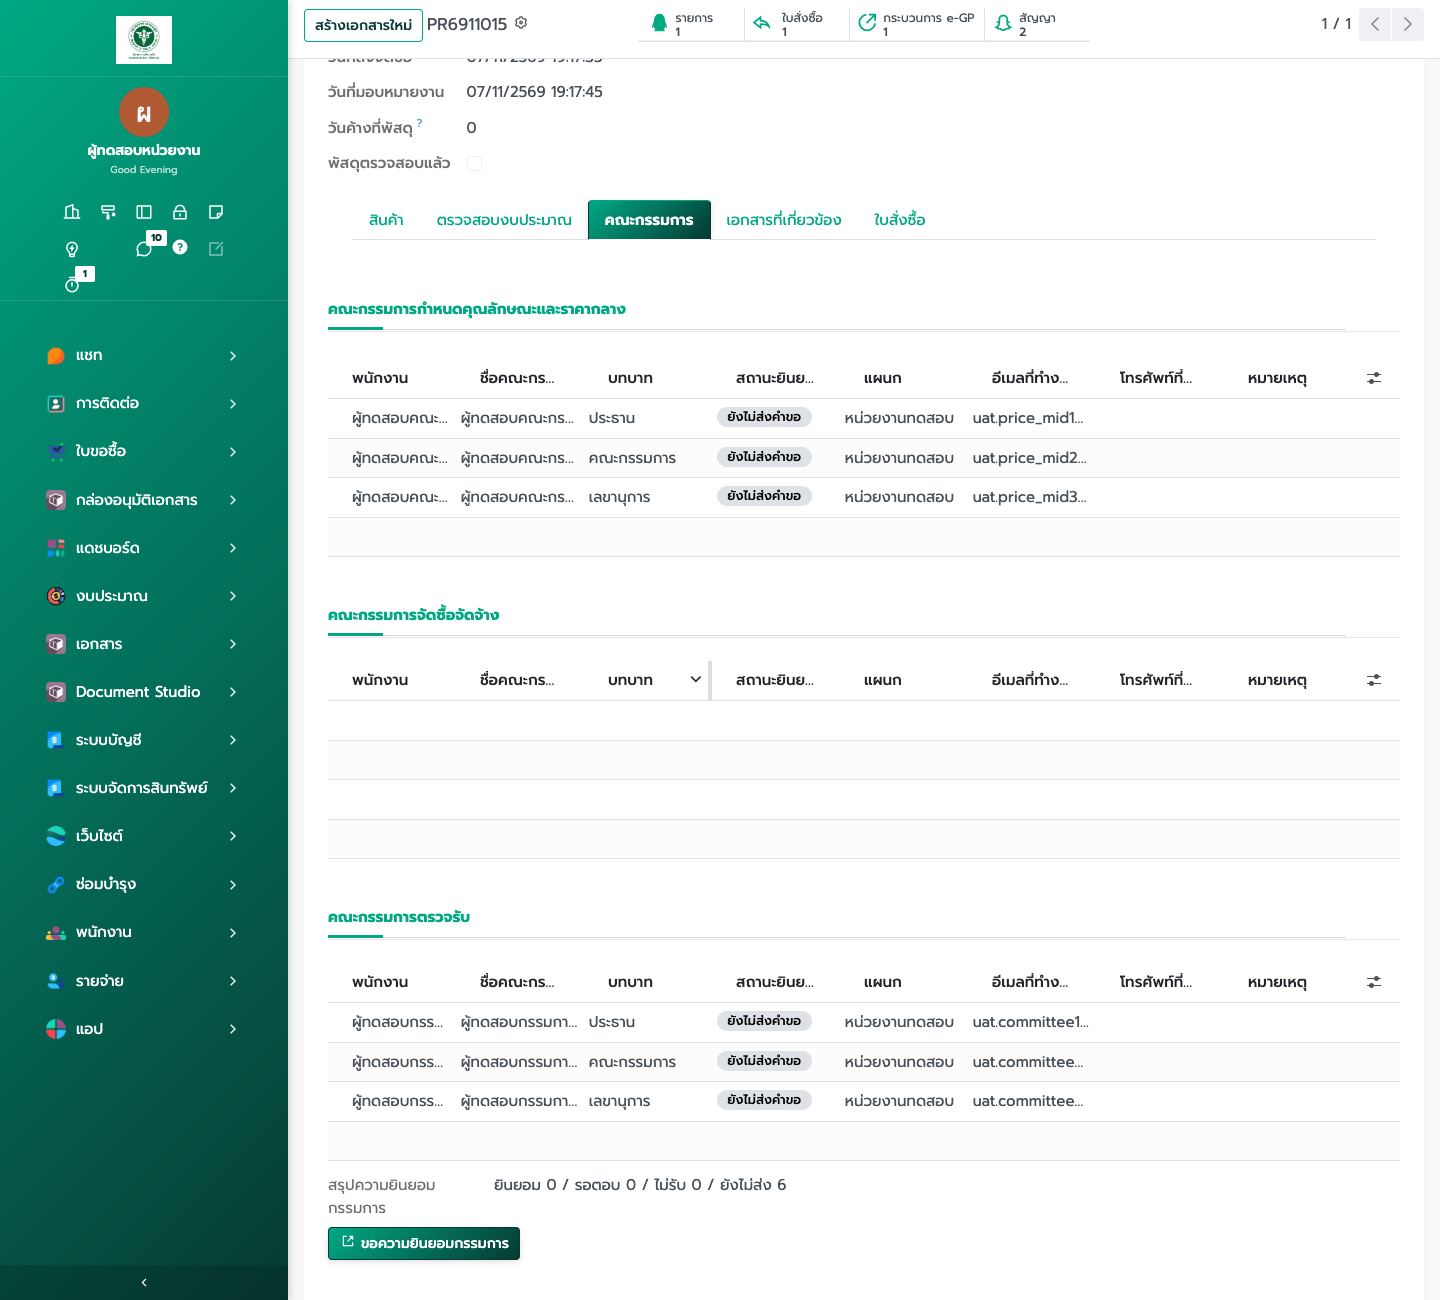 ผ
ผู้ทดสอบหน่วยงาน
Good Evening
10
1
แชท
การติดต่อ
ใบขอซื้อ
กล่องอนุมัติเอกสาร
แดชบอร์ด
งบประมาณ
เอกสาร
Document Studio
ระบบบัญชี
ระบบจัดการสินทรัพย์
เว็บไซต์
ซ่อมบำรุง
พนักงาน
รายจ่าย
แอป
สร้างเอกสารใหม่ PR6911015
รายการ 1
ใบสั่งซื้อ 1
กระบวนการ e-GP 1
สัญญา 2
1 / 1
วันที่มอบหมายงาน 07/11/2569 19:17:45
วันค้างที่พัสดุ ? 0
พัสดุตรวจสอบแล้ว
สินค้า ตรวจสอบงบประมาณ คณะกรรมการ เอกสารที่เกี่ยวข้อง ใบสั่งซื้อ
คณะกรรมการกำหนดคุณลักษณะและราคากลาง
พนักงาน ชื่อคณะกร... บทบาท สถานะยินย... แผนก อีเมลที่ทำง... โทรศัพท์ที่... หมายเหตุ
ผู้ทดสอบคณะ... ผู้ทดสอบคณะกร... ประธาน ยังไม่ส่งคำขอ หน่วยงานทดสอบ uat.price_mid1...
ผู้ทดสอบคณะ... ผู้ทดสอบคณะกร... คณะกรรมการ ยังไม่ส่งคำขอ หน่วยงานทดสอบ uat.price_mid2...
ผู้ทดสอบคณะ... ผู้ทดสอบคณะกร... เลขานุการ ยังไม่ส่งคำขอ หน่วยงานทดสอบ uat.price_mid3...
คณะกรรมการจัดซื้อจัดจ้าง
พนักงาน ชื่อคณะกร... บทบาท สถานะยินย... แผนก อีเมลที่ทำง... โทรศัพท์ที่... หมายเหตุ
คณะกรรมการตรวจรับ
พนักงาน ชื่อคณะกร... บทบาท สถานะยินย... แผนก อีเมลที่ทำง... โทรศัพท์ที่... หมายเหตุ
ผู้ทดสอบกรร... ผู้ทดสอบกรรมกา... ประธาน ยังไม่ส่งคำขอ หน่วยงานทดสอบ uat.committee1...
ผู้ทดสอบกรร... ผู้ทดสอบกรรมกา... คณะกรรมการ ยังไม่ส่งคำขอ หน่วยงานทดสอบ uat.committee...
ผู้ทดสอบกรร... ผู้ทดสอบกรรมกา... เลขานุการ ยังไม่ส่งคำขอ หน่วยงานทดสอบ uat.committee...
สรุปความยินยอม ยินยอม 0 / รอตอบ 0 / ไม่รับ 0 / ยังไม่ส่ง 6
กรรมการ
ขอความยินยอมกรรมการ